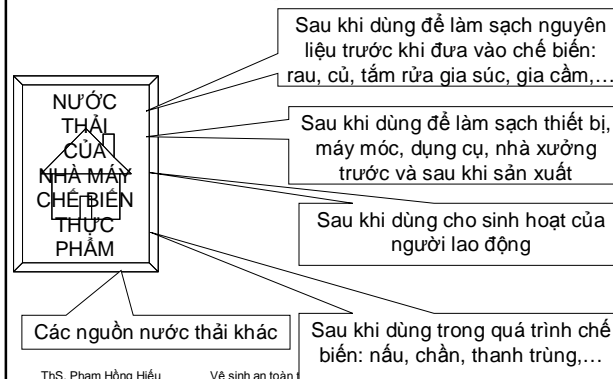 Sau khi dùng để làm sạch nguyên
liệu trước khi đưa vào chế biến:
rau, củ, tắm rửa gia súc, gia cầm,…
NƯỚC
THẢI
CỦA
NHÀ MÁY
CHẾ BIẾN
THỰC
PHẨM
Sau khi dùng để làm sạch thiết bị,
máy móc, dụng cụ, nhà xưởng
trước và sau khi sản xuất
Sau khi dùng cho sinh hoạt của
người lao động
Các nguồn nước thải khác
Sau khi dùng trong quá trình chế
biến: nấu, chần, thanh trùng,…
ThS. Phạm Hồng Hiếu
Vệ sinh an toàn